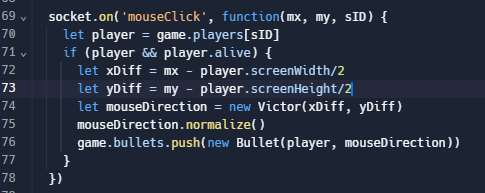 69 socket.on('mouseClick', function(mx, my, sID) {
70 let player = game.players[sID]
71 if (player && player.alive) {
72 let xDiff = mx - player.screenWidth/2
73 let yDiff = my - player.screenHeight/2
74 let mouseDirection = new Victor(xDiff, yDiff)
75 mouseDirection.normalize()
76 game.bullets.push(new Bullet(player, mouseDirection))
77 }
78 })